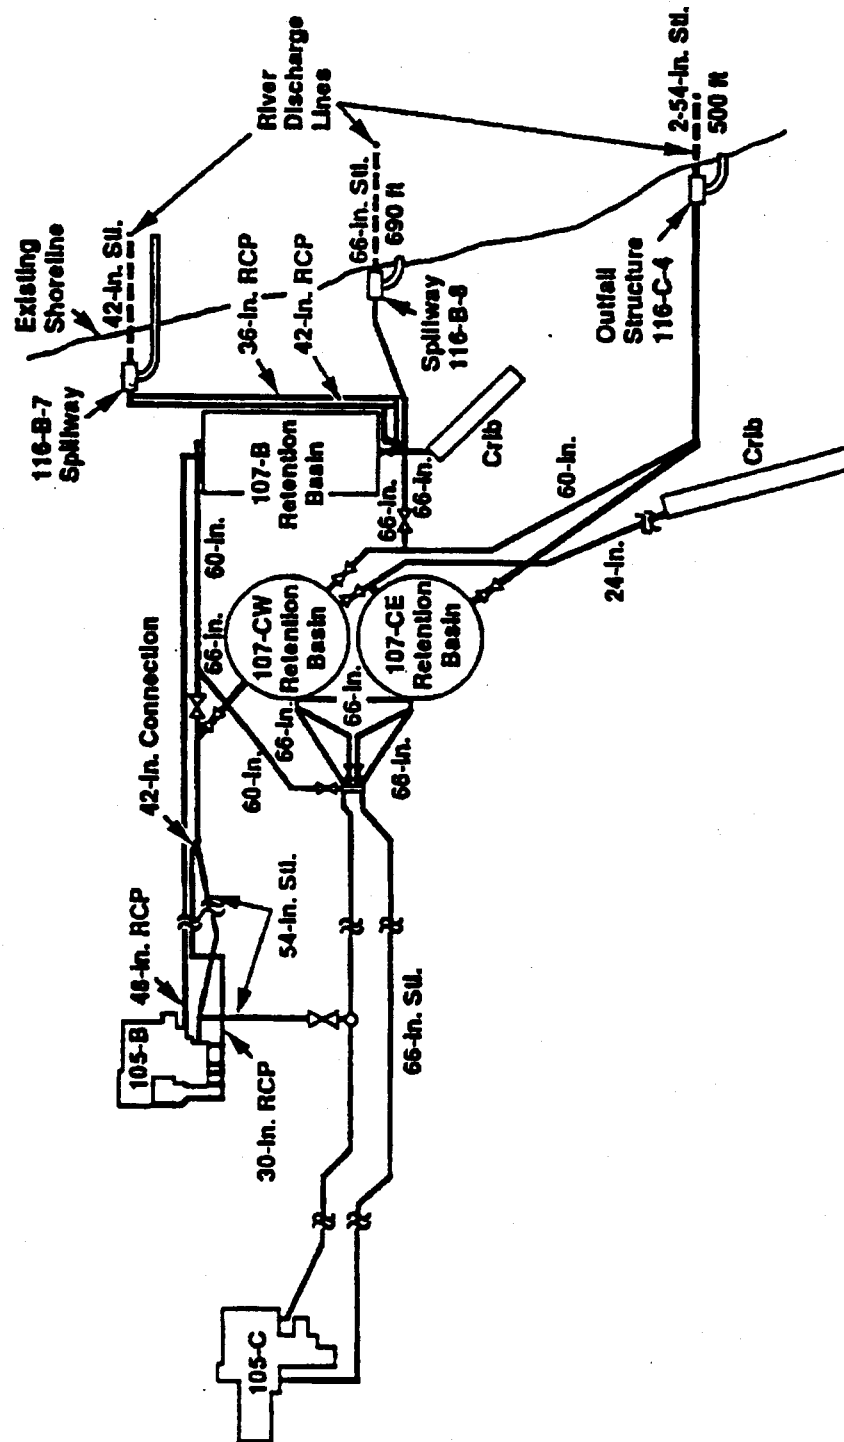 Existing
Shoreline
42-In. Stl.
River
Discharge
Lines
2-54-In. Stl.
500 ft
66-In. Stl.
690 ft
116-B-7
Spillway
36-In. RCP
42-In. RCP
Spillway
116-B-8
Outfall
Structure
116-C-4
107-B
Retention
Basin
Crib
60-In.
Crib
66-In.
66-In.
24-In.
60-In.
66-In.
107-CW
Retention
Basin
107-CE
Retention
Basin
42-In. Connection
66-In.
66-In.
60-In.
66-In.
48-In. RCP
54-In. Stl.
66-In. Stl.
105-B
30-In. RCP
105-C